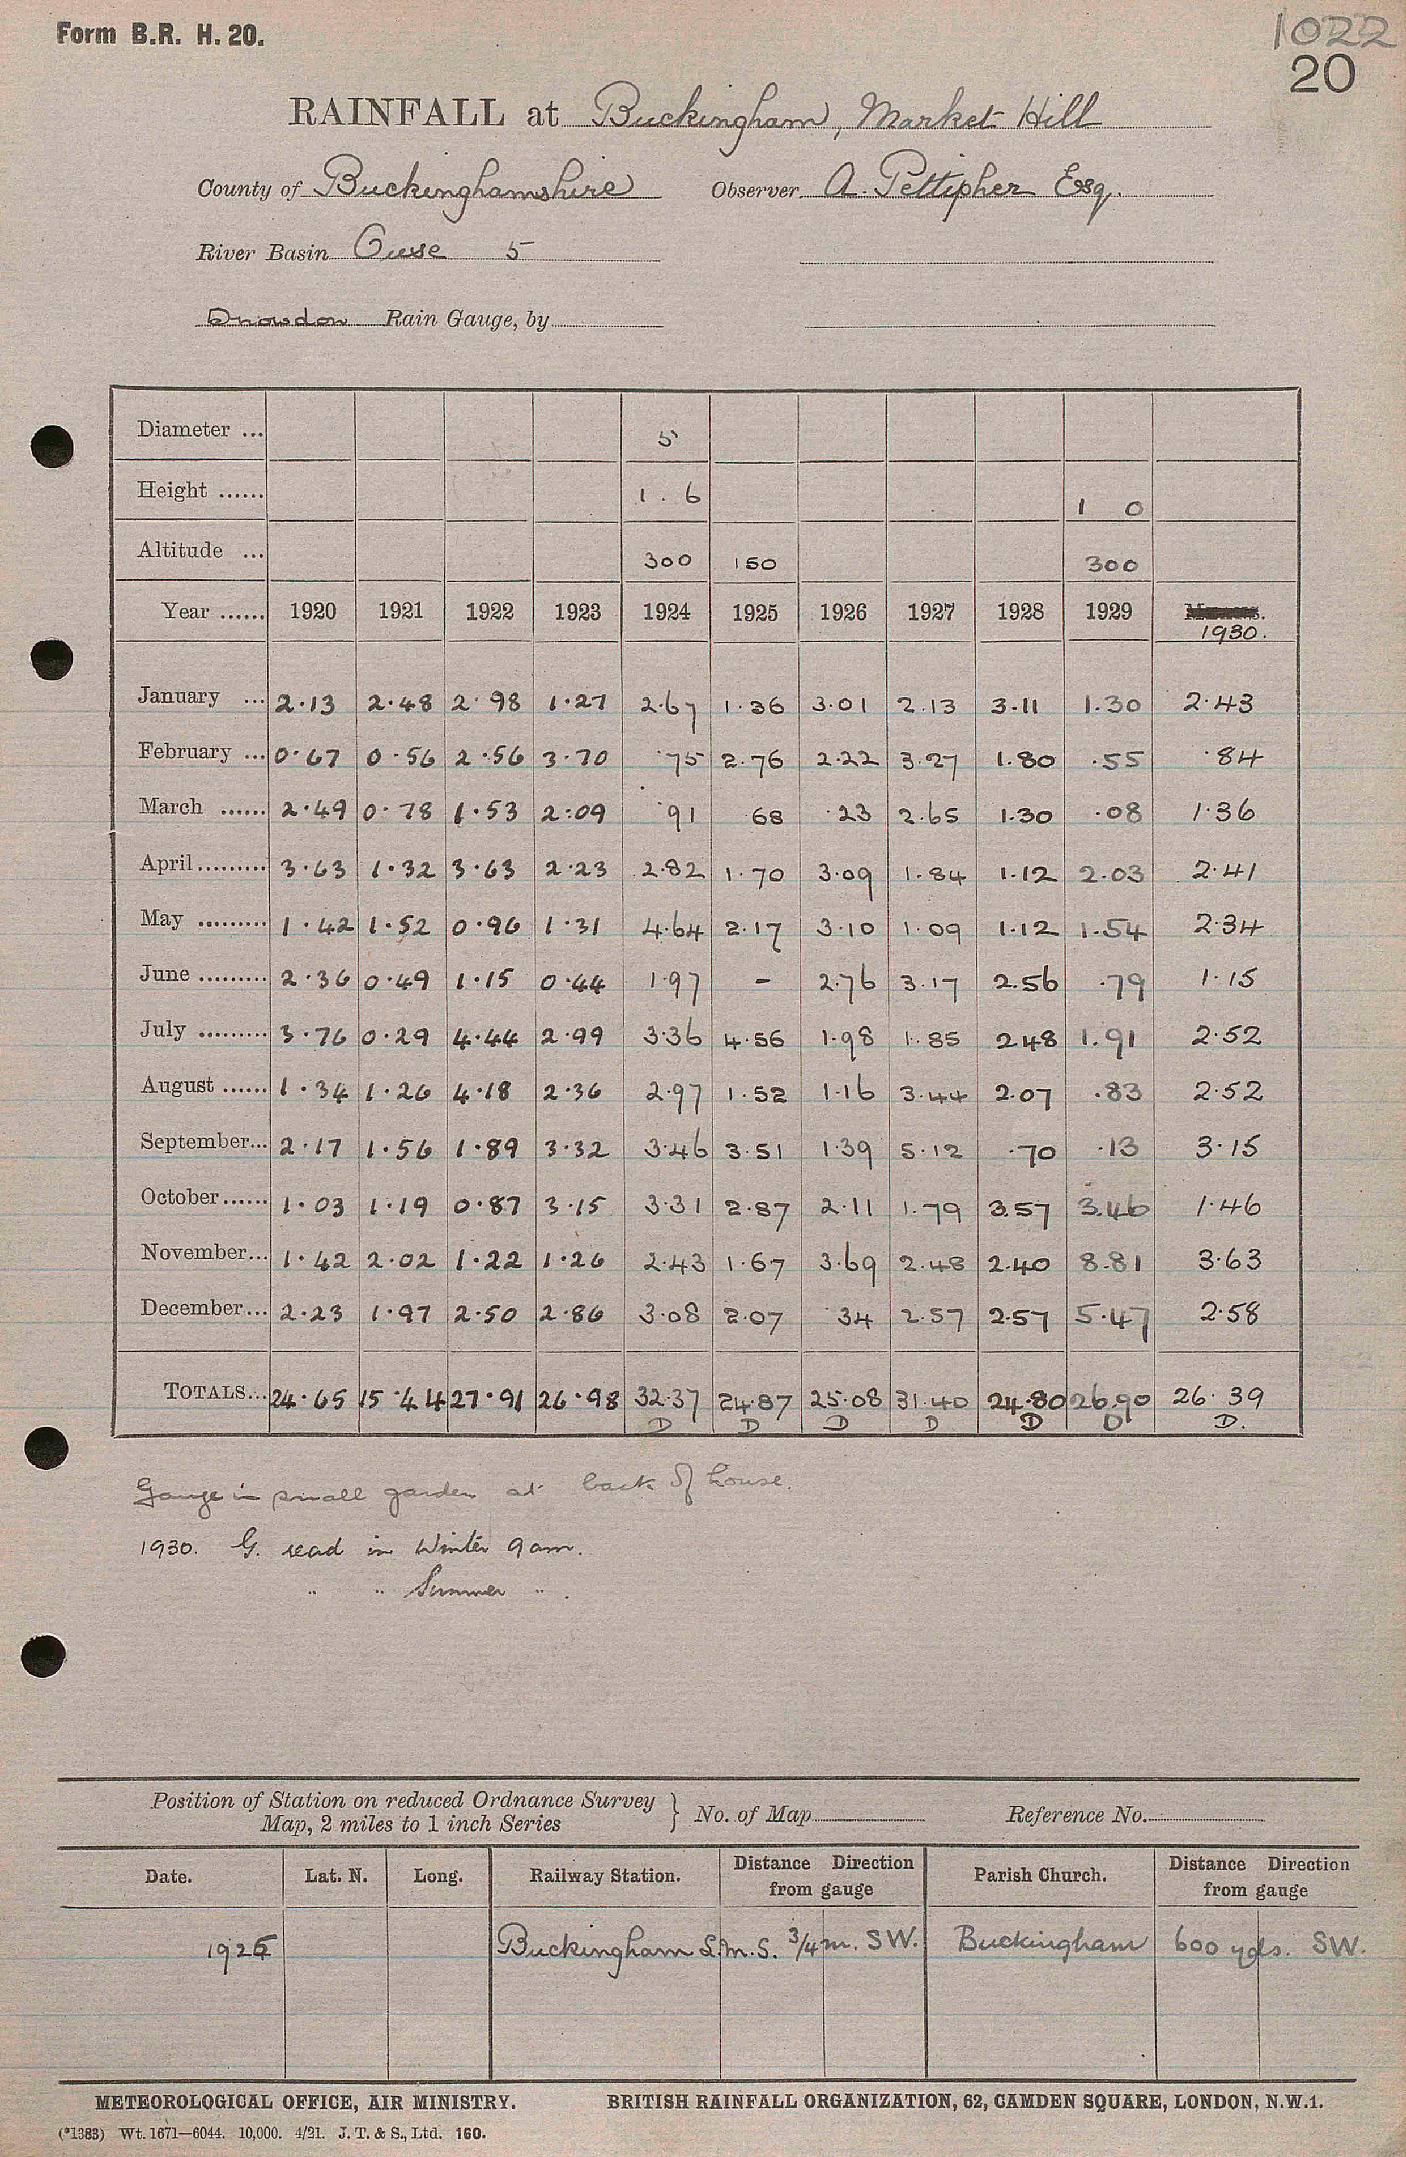 Form B.R. H. 20.
1022
20
RAINFALL at Buckingham, Market Hill
County of Buckinghamshire Observer A. Pettipher Esq.
River Basin Ouse 5
Snowdon Rain Gauge, by
Diameter ... 5
Height ...... 1 . 6 1 0
Altitude ... 300 150 300
Year ...... 1920 1921 1922 1923 1924 1925 1926 1927 1928 1929
1930.
January ... 2.13 2.48 2.98 1.27 2.67 1.36 3.01 2.13 3.11 1.30 2.43
February ... 0.67 0.56 2.56 3.70 .75 2.76 2.22 3.27 1.80 .55 .84
March ...... 2.49 0.78 1.53 2.09 .91 68 .23 2.65 1.30 .08 1.36
April ......... 3.63 1.32 3.63 2.23 2.82 1.70 3.09 1.84 1.12 2.03 2.41
May ......... 1.42 1.52 0.96 1.31 4.64 2.17 3.10 1.09 1.12 1.54 2.34
June ......... 2.36 0.49 1.15 0.44 1.97 - 2.76 3.17 2.56 .79 1.15
July ......... 3.76 0.29 4.44 2.99 3.36 4.56 1.98 1.85 2.48 1.91 2.52
August ...... 1.34 1.26 4.18 2.36 2.97 1.52 1.16 3.44 2.07 .83 2.52
September... 2.17 1.56 1.89 3.32 3.46 3.51 1.39 5.12 .70 .13 3.15
October...... 1.03 1.19 0.87 3.15 3.31 2.87 2.11 1.79 3.57 3.46 1.46
November... 1.42 2.02 1.22 1.26 2.43 1.67 3.69 2.48 2.40 8.81 3.63
December... 2.23 1.97 2.50 2.86 3.08 2.07 .34 2.57 2.57 5.47 2.58
TOTALS... 24.65 15.44 27.91 26.98 32.37 24.87 25.08 31.40 24.80 26.90 26.39
D D D D D D D.
Gauge in small garden at back of house.
1930. G. read in Winter 9am.
" " Summer " .
Position of Station on reduced Ordnance Survey
Map, 2 miles to 1 inch Series } No. of Map Reference No.
Date. Lat. N. Long. Railway Station. Distance Direction from gauge Parish Church. Distance Direction from gauge
Buckingham L.M.S. 3/4 m. SW. Buckingham 600 yds. SW.
METEOROLOGICAL OFFICE, AIR MINISTRY. BRITISH RAINFALL ORGANIZATION, 62, CAMDEN SQUARE, LONDON, N.W.1.
(*1383) Wt. 1671—6044. 10,000. 4/21. J. T. & S., Ltd. 160.